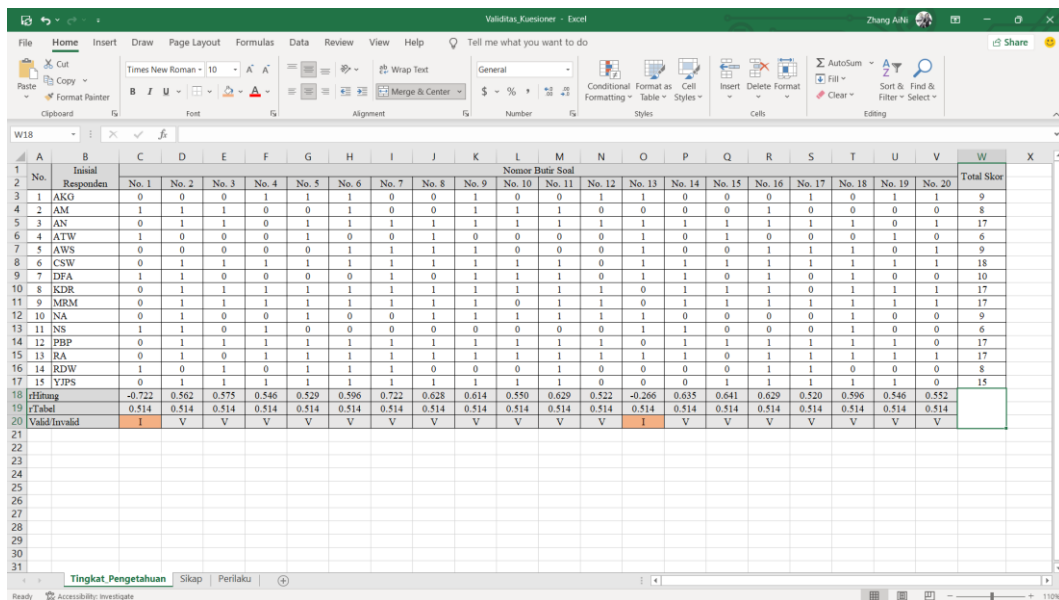 Validitas_Kuesioner - Excel
Zhang AiNi
File Home Insert Draw Page Layout Formulas Data Review View Help Tell me what you want to do Share
Paste Cut Copy Format Painter
Clipboard
Times New Roman 10
B I U
Font
Wrap Text
Merge & Center
Alignment
General
$ % ,
Number
Conditional Formatting Format as Table Cell Styles
Styles
Insert Delete Format
Cells
AutoSum Fill Clear Sort & Filter Find & Select
Editing
W18 fx
A B C D E F G H I J K L M N O P Q R S T U V W X
1 No. Inisial Responden Nomor Butir Soal Total Skor
2 No. 1 No. 2 No. 3 No. 4 No. 5 No. 6 No. 7 No. 8 No. 9 No. 10 No. 11 No. 12 No. 13 No. 14 No. 15 No. 16 No. 17 No. 18 No. 19 No. 20
3 1 AKG 0 0 0 1 1 1 0 0 1 0 0 1 1 0 0 0 1 0 1 1 9
4 2 AM 1 1 1 0 0 1 0 0 1 1 1 0 0 0 0 1 0 0 0 0 8
5 3 AN 0 1 1 0 1 1 1 1 1 1 1 1 1 1 1 1 1 1 0 1 17
6 4 ATW 1 0 0 0 1 0 0 1 0 0 0 0 1 0 1 0 0 0 1 0 6
7 5 AWS 0 0 0 0 0 1 1 1 1 0 0 0 1 0 0 1 1 1 0 1 9
8 6 CSW 0 1 1 1 1 1 1 1 1 1 1 0 1 1 1 1 1 1 1 1 18
9 7 DFA 1 1 0 0 0 0 1 0 1 1 1 0 1 1 0 1 0 1 0 0 10
10 8 KDR 0 1 1 1 1 1 1 1 1 1 1 1 0 1 1 1 0 1 1 1 17
11 9 MRM 0 1 1 1 1 1 1 1 1 0 1 1 0 1 1 1 1 1 1 1 17
12 10 NA 0 1 1 0 1 0 0 1 1 1 1 1 1 0 0 0 0 0 0 0 9
13 11 NS 1 1 0 1 0 0 0 0 0 0 0 0 1 1 0 0 0 1 0 0 6
14 12 PBP 0 1 1 1 1 1 1 1 1 1 1 1 0 1 1 1 1 1 1 0 17
15 13 RA 0 1 0 1 1 1 1 1 1 1 1 1 1 1 0 1 1 1 1 1 17
16 14 RDW 1 0 1 0 1 1 1 0 0 0 1 1 1 0 0 0 0 0 0 0 8
17 15 YJPS 0 1 1 1 1 1 1 1 1 1 1 0 0 0 1 1 1 1 1 0 15
18 rHitung -0.722 0.562 0.575 0.546 0.529 0.596 0.722 0.628 0.614 0.550 0.629 0.522 -0.266 0.635 0.641 0.629 0.520 0.596 0.546 0.552
19 rTabel 0.514 0.514 0.514 0.514 0.514 0.514 0.514 0.514 0.514 0.514 0.514 0.514 0.514 0.514 0.514 0.514 0.514 0.514 0.514 0.514
20 Valid/Invalid I V V V V V V V V V V V I V V V V V V V
21
22
23
24
25
26
27
28
29
30
31
Tingkat_Pengetahuan Sikap Perilaku
Ready Accessibility: Investigate 110%